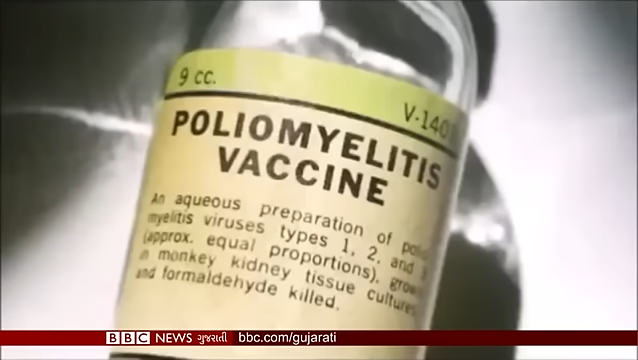 9 cc.
V-140
POLIOMYELITIS
VACCINE
An aqueous preparation of
myelitis viruses types 1, 2, and
(approx. equal proportions),
in monkey kidney tissue cultures
and formaldehyde killed.
BBC NEWS ગુજરાતી bbc.com/gujarati